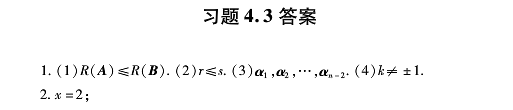 习题 4.3 答案
1. (1)R(A)≤R(B). (2)r≤s. (3)α₁,α₂,⋯,αₙ₋₂. (4)k≠ ±1.
2. x=2;